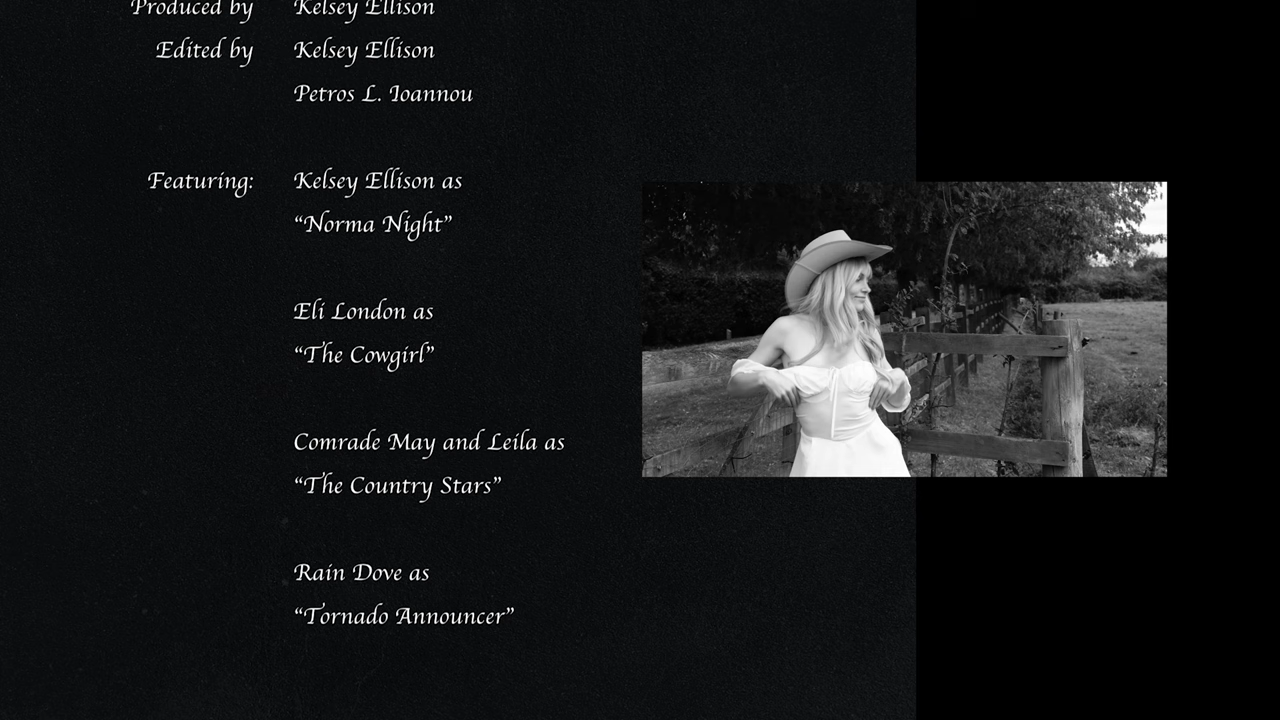 Produced by Kelsey Ellison
Edited by Kelsey Ellison
Petros L. Ioannou
Featuring: Kelsey Ellison as
“Norma Night”
Eli London as
“The Cowgirl”
Comrade May and Leila as
“The Country Stars”
Rain Dove as
“Tornado Announcer”